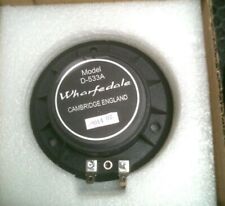 Model
D-533A
Wharfedale
CAMBRIDGE ENGLAND